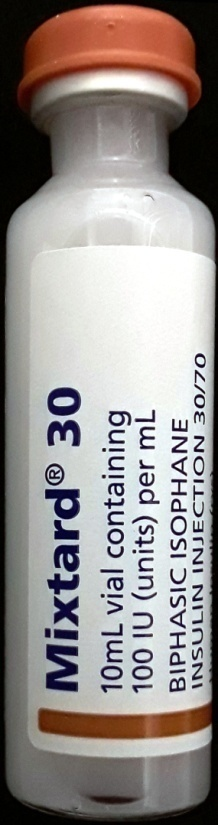 Mixtard® 30
10mL vial containing
100 IU (units) per mL
BIPHASIC ISOPHANE
INSULIN INJECTION 30/70